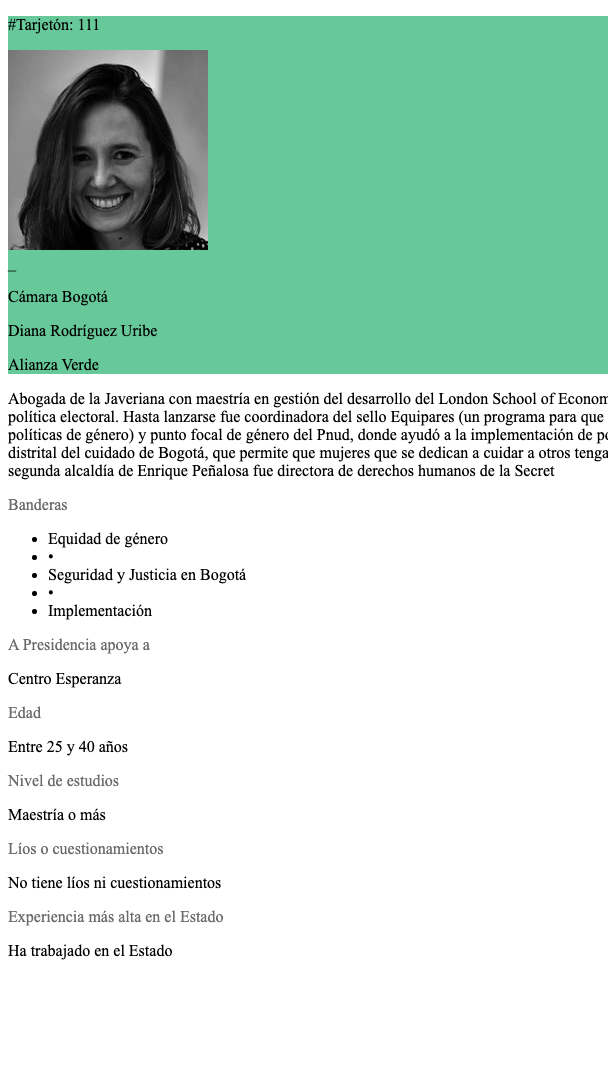 #Tarjetón: 111
_
Cámara Bogotá
Diana Rodríguez Uribe
Alianza Verde
Abogada de la Javeriana con maestría en gestión del desarrollo del London School of Econom
política electoral. Hasta lanzarse fue coordinadora del sello Equipares (un programa para que
políticas de género) y punto focal de género del Pnud, donde ayudó a la implementación de po
distrital del cuidado de Bogotá, que permite que mujeres que se dedican a cuidar a otros tenga
segunda alcaldía de Enrique Peñalosa fue directora de derechos humanos de la Secret
Banderas
• Equidad de género
• •
• Seguridad y Justicia en Bogotá
• •
• Implementación
A Presidencia apoya a
Centro Esperanza
Edad
Entre 25 y 40 años
Nivel de estudios
Maestría o más
Líos o cuestionamientos
No tiene líos ni cuestionamientos
Experiencia más alta en el Estado
Ha trabajado en el Estado